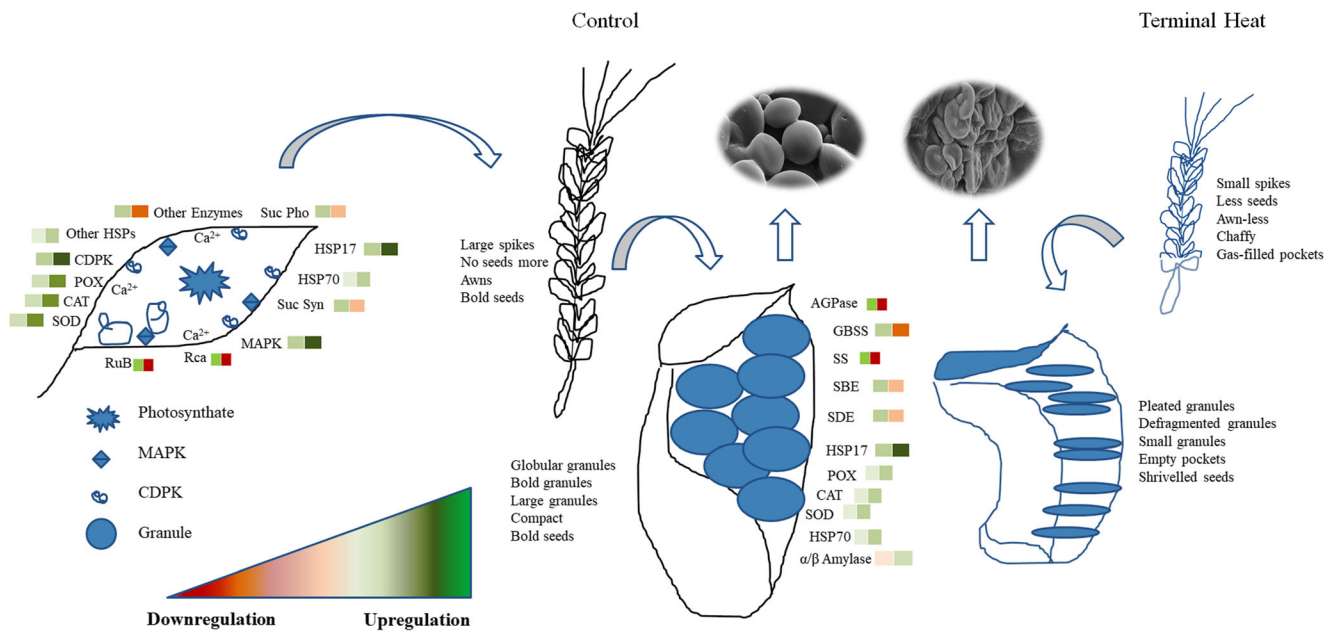 Control
Terminal Heat
Other Enzymes
Suc Pho
Other HSPs
Ca²⁺
HSP17
CDPK
POX
Ca²⁺
HSP70
CAT
Suc Syn
SOD
Ca²⁺
MAPK
RuB
Rca
Photosynthate
MAPK
CDPK
Granule
Downregulation
Upregulation
Large spikes
No seeds more
Awns
Bold seeds
Globular granules
Bold granules
Large granules
Compact
Bold seeds
AGPase
GBSS
SS
SBE
SDE
HSP17
POX
CAT
SOD
HSP70
α/β Amylase
Small spikes
Less seeds
Awn-less
Chaffy
Gas-filled pockets
Pleated granules
Defragmented granules
Small granules
Empty pockets
Shrivelled seeds